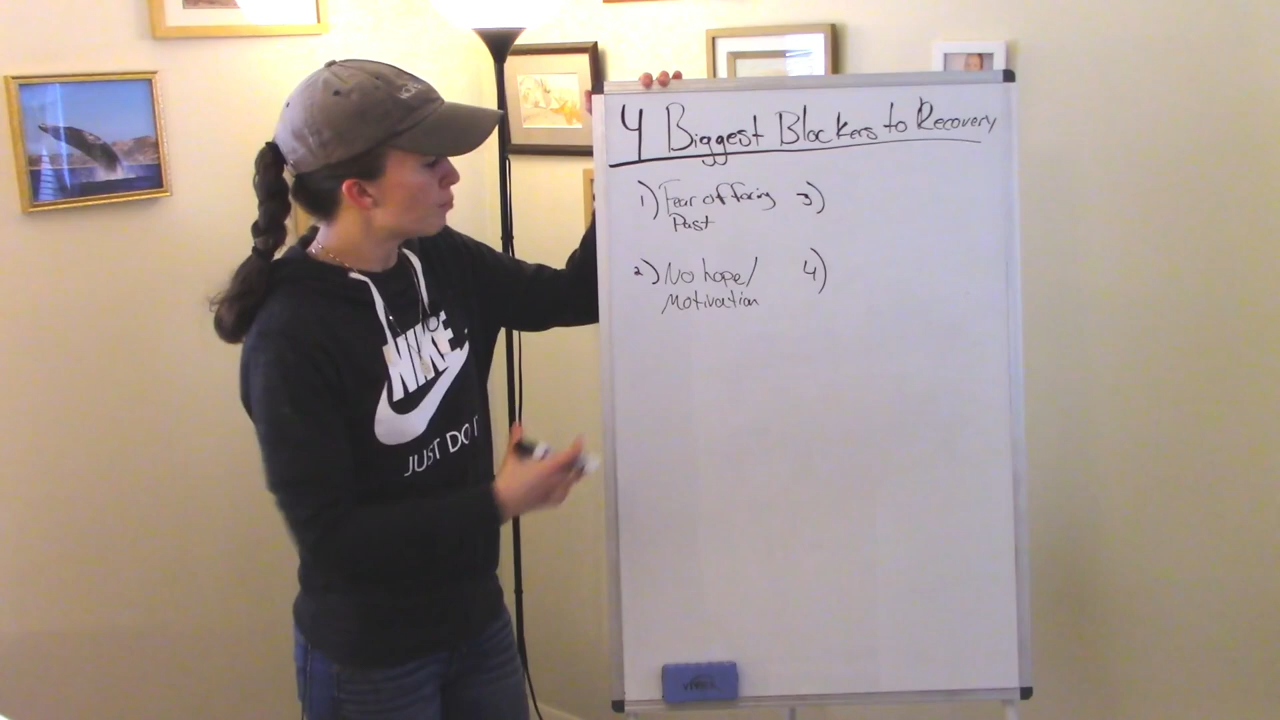 4 Biggest Blockers to Recovery
1) Fear of facing
Past
2) No hope/
Motivation
3)
4)
NIKE
JUST DO IT